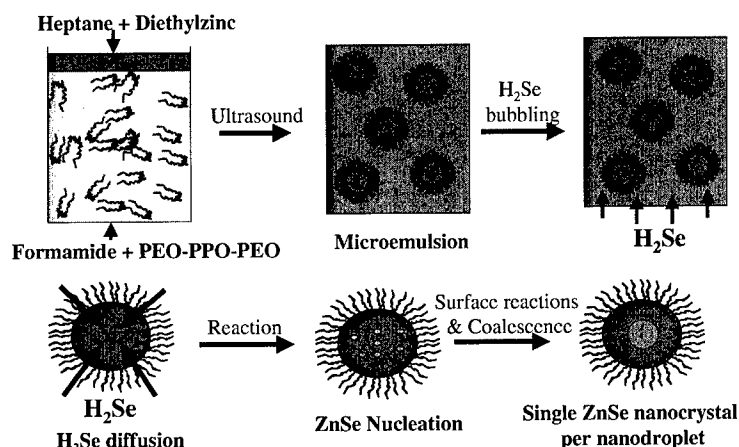 Heptane + Diethylzinc
Ultrasound
H₂Se
bubbling
Formamide + PEO-PPO-PEO
Microemulsion
H₂Se
Reaction
Surface reactions
& Coalescence
H₂Se
H₂Se diffusion
ZnSe Nucleation
Single ZnSe nanocrystal
per nanodroplet